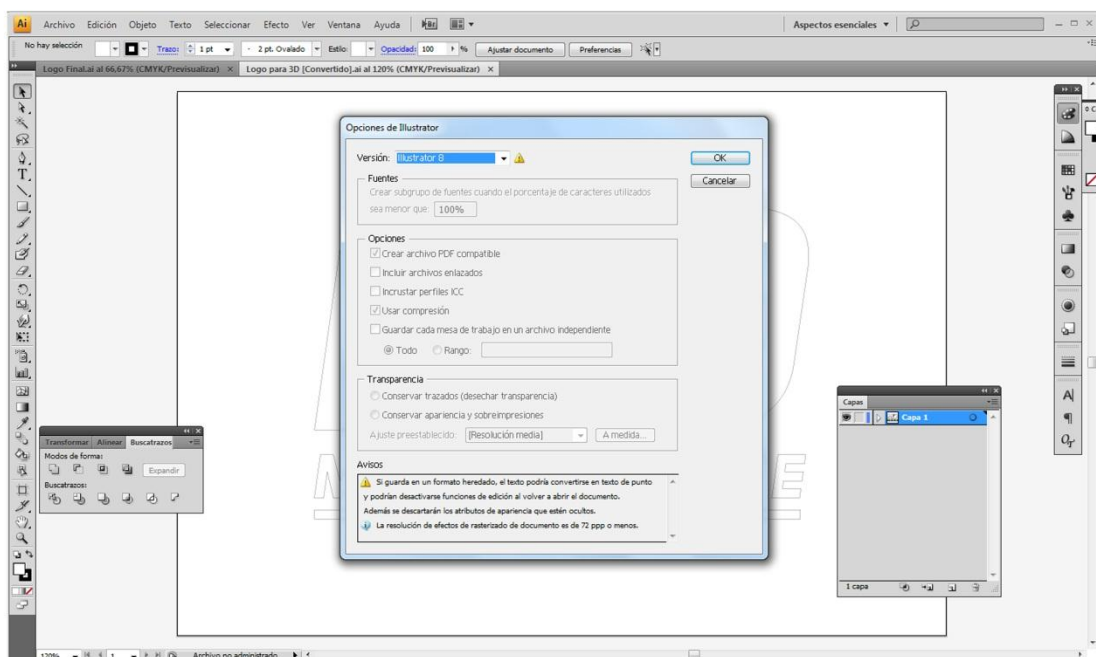 Ai Archivo Edición Objeto Texto Seleccionar Efecto Ver Ventana Ayuda Br Aspectos esenciales
No hay selección Trazo: 1 pt 2 pt. Ovalado Estilo: Opacidad: 100 % Ajustar documento Preferencias
Logo Final.ai al 66,67% (CMYK/Previsualizar) × Logo para 3D [Convertido].ai al 120% (CMYK/Previsualizar) ×
Opciones de Illustrator
Versión: Illustrator 8
OK
Cancelar
Fuentes
Crear subgrupo de fuentes cuando el porcentaje de caracteres utilizados
sea menor que: 100%
Opciones
Crear archivo PDF compatible
Incluir archivos enlazados
Incrustar perfiles ICC
Usar compresión
Guardar cada mesa de trabajo en un archivo independiente
Todo Rango:
Transparencia
Conservar trazados (desechar transparencia)
Conservar apariencia y sobreimpresiones
Ajuste preestablecido: [Resolución media] A medida...
Avisos
Si guarda en un formato heredado, el texto podría convertirse en texto de punto
y podrían desactivarse funciones de edición al volver a abrir el documento.
Además se descartarán los atributos de apariencia que estén ocultos.
La resolución de efectos de rasterizado de documento es de 72 ppp o menos.
Transformar Alinear Buscatrazos
Modos de forma:
Expandir
Buscatrazos:
Capas
Capa 1
1 capa
120% 1 Archivo no administrado